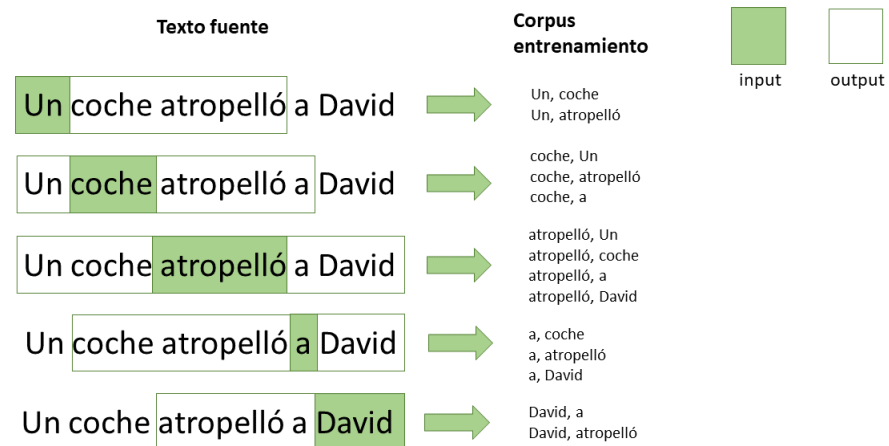 Texto fuente
Corpus
entrenamiento
input
output
Un coche atropelló a David
Un, coche
Un, atropelló
Un coche atropelló a David
coche, Un
coche, atropelló
coche, a
Un coche atropelló a David
atropelló, Un
atropelló, coche
atropelló, a
atropelló, David
Un coche atropelló a David
a, coche
a, atropelló
a, David
Un coche atropelló a David
David, a
David, atropelló